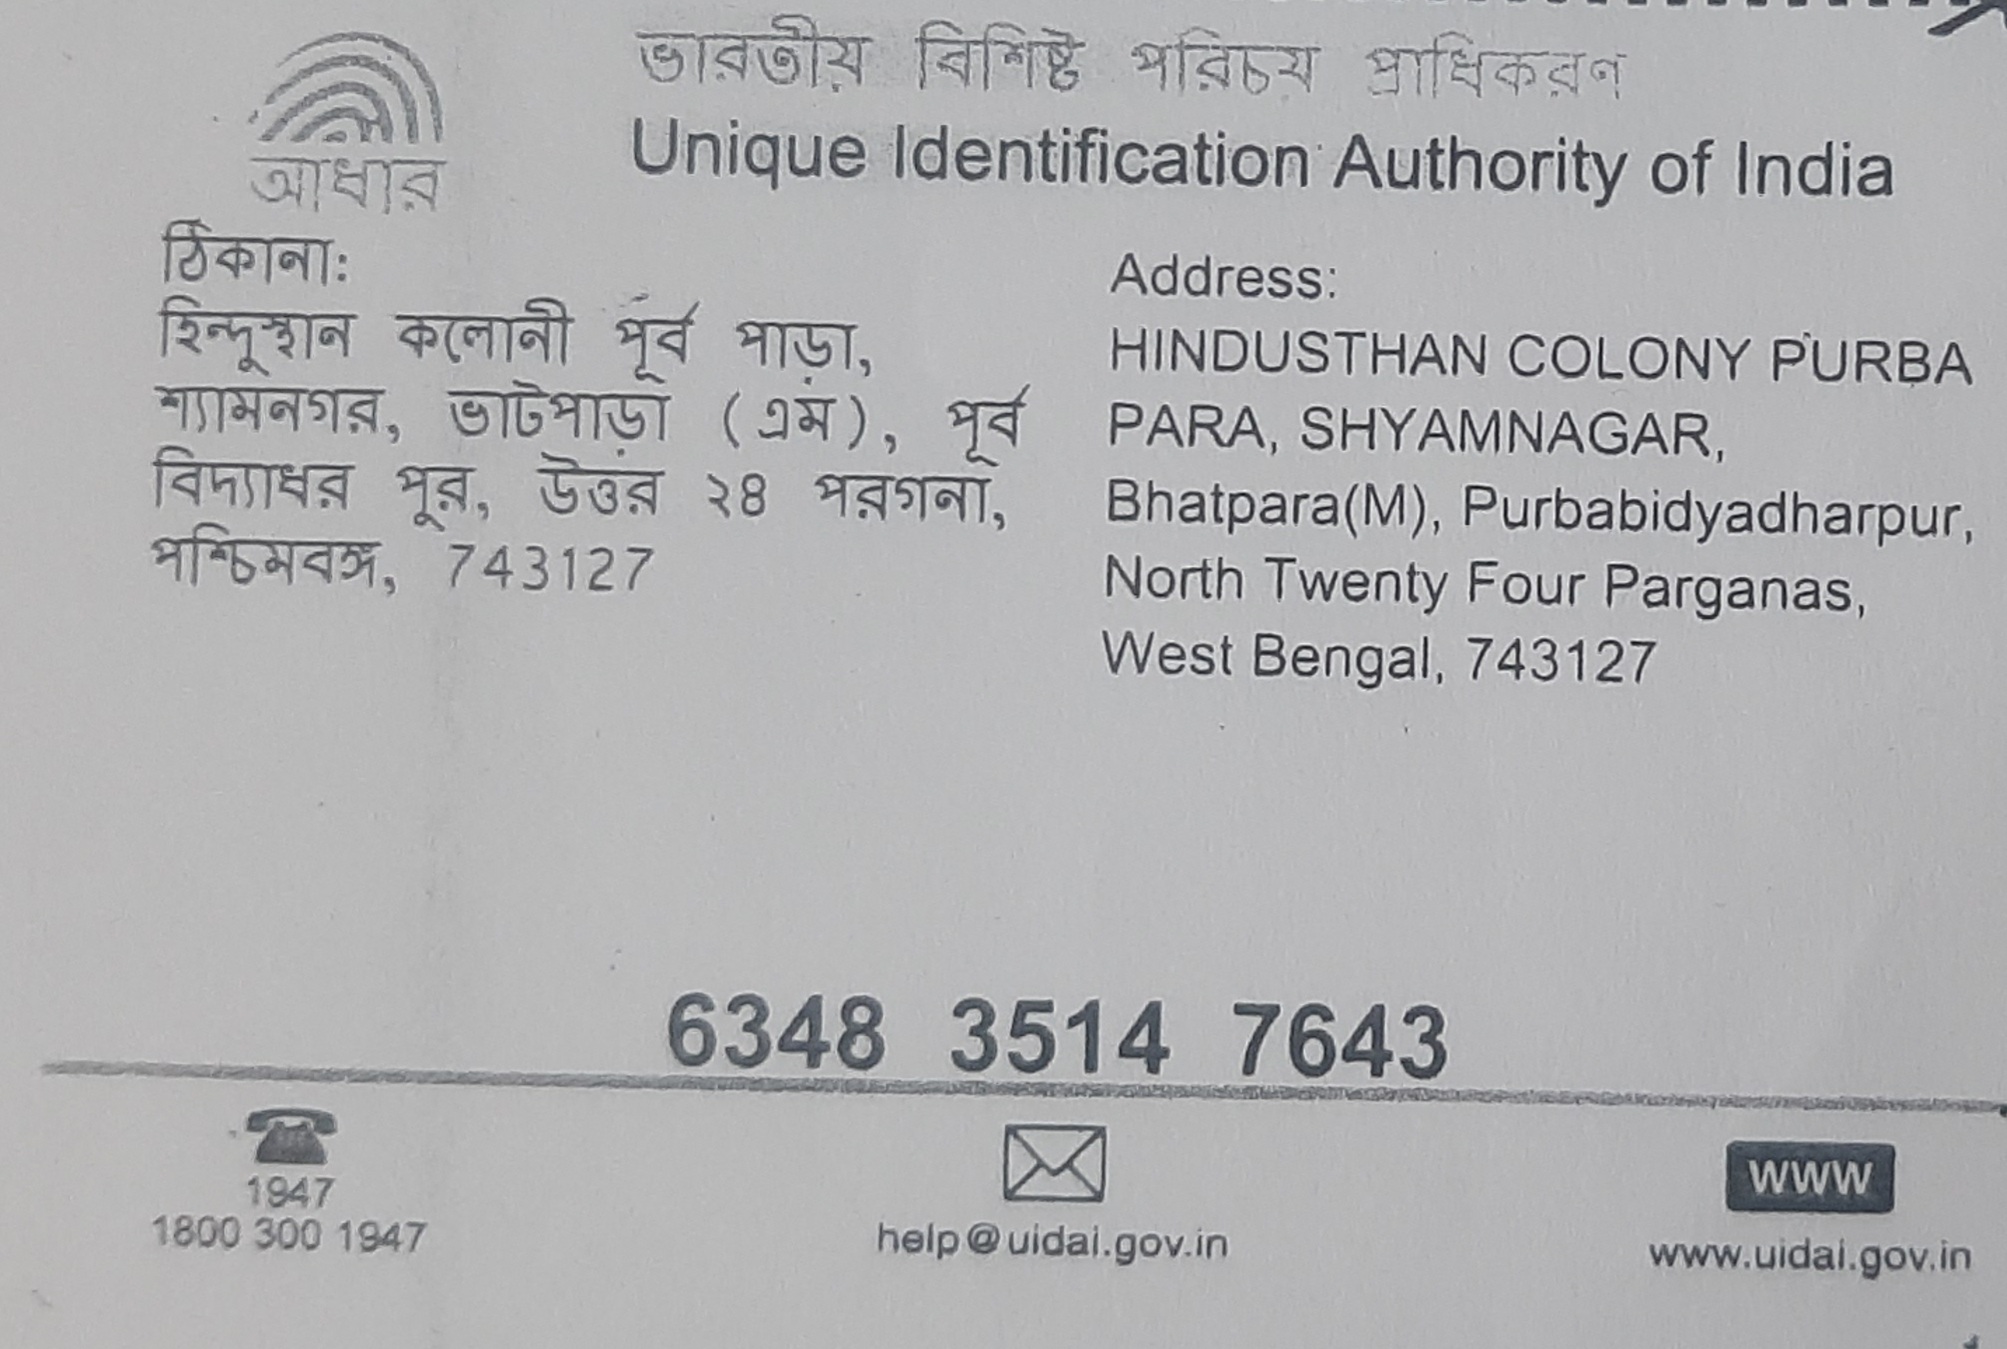 ভারতীয় বিশিষ্ট পরিচয় প্রাধিকরণ
Unique Identification Authority of India
আধার
ঠিকানা:
হিন্দুস্থান কলোনী পূর্ব পাড়া,
শ্যামনগর, ভাটপাড়া (এম), পূর্ব
বিদ্যাধর পুর, উত্তর ২৪ পরগনা,
পশ্চিমবঙ্গ, 743127
Address:
HINDUSTHAN COLONY PURBA
PARA, SHYAMNAGAR,
Bhatpara(M), Purbabidyadharpur,
North Twenty Four Parganas,
West Bengal, 743127
6348 3514 7643
1947
1800 300 1947
help@uidai.gov.in
www
www.uidai.gov.in